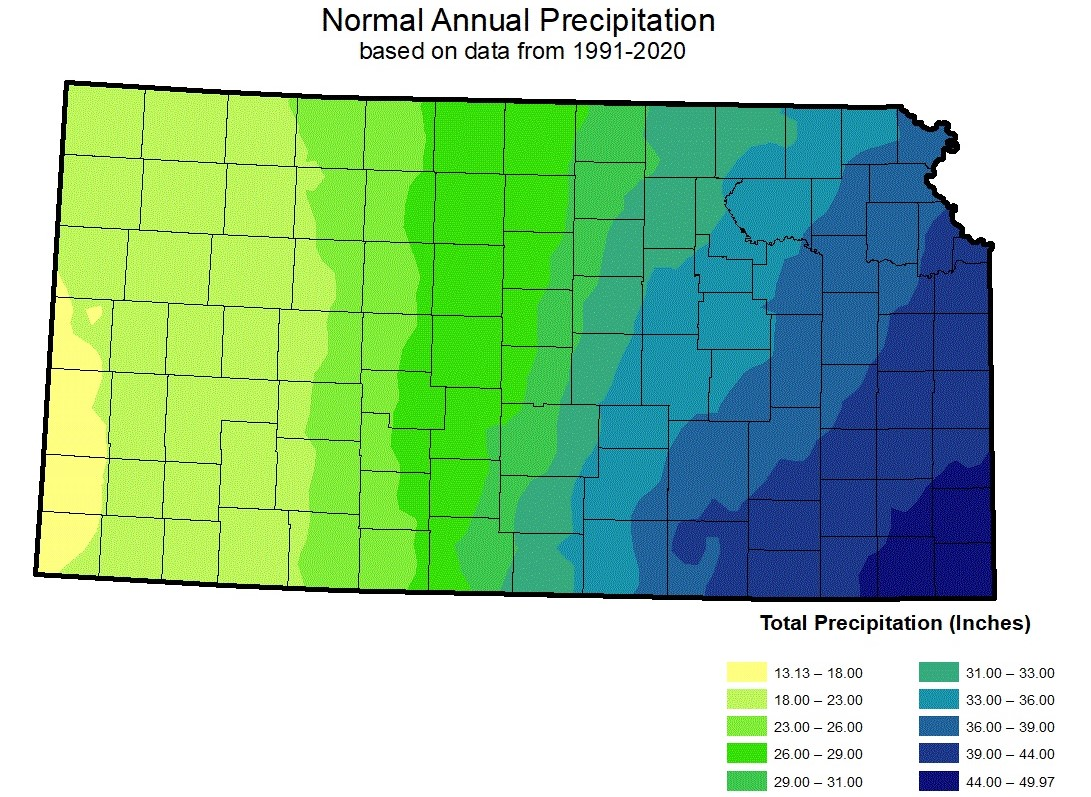 Normal Annual Precipitation
based on data from 1991-2020
Total Precipitation (Inches)
13.13 – 18.00
18.00 – 23.00
23.00 – 26.00
26.00 – 29.00
29.00 – 31.00
31.00 – 33.00
33.00 – 36.00
36.00 – 39.00
39.00 – 44.00
44.00 – 49.97